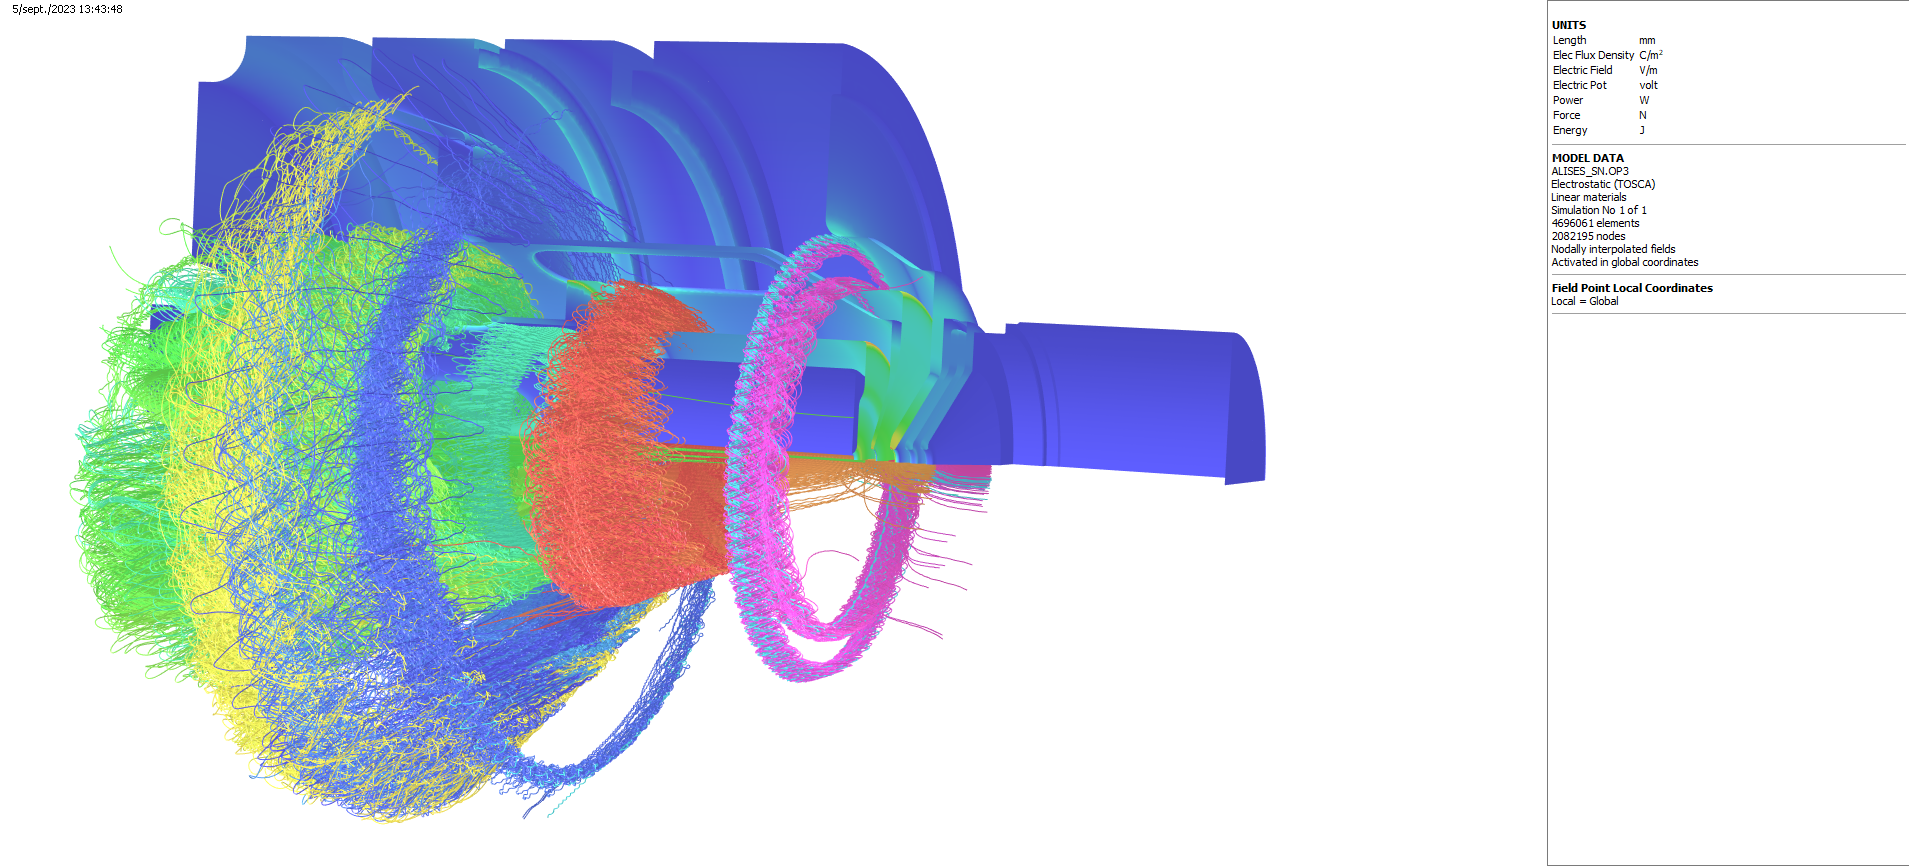 5/sept./2023 13:43:48
UNITS
Length mm
Elec Flux Density C/m²
Electric Field V/m
Electric Pot volt
Power W
Force N
Energy J
MODEL DATA
ALISES_SN.OP3
Electrostatic (TOSCA)
Linear materials
Simulation No 1 of 1
4696061 elements
2082195 nodes
Nodally interpolated fields
Activated in global coordinates
Field Point Local Coordinates
Local = Global